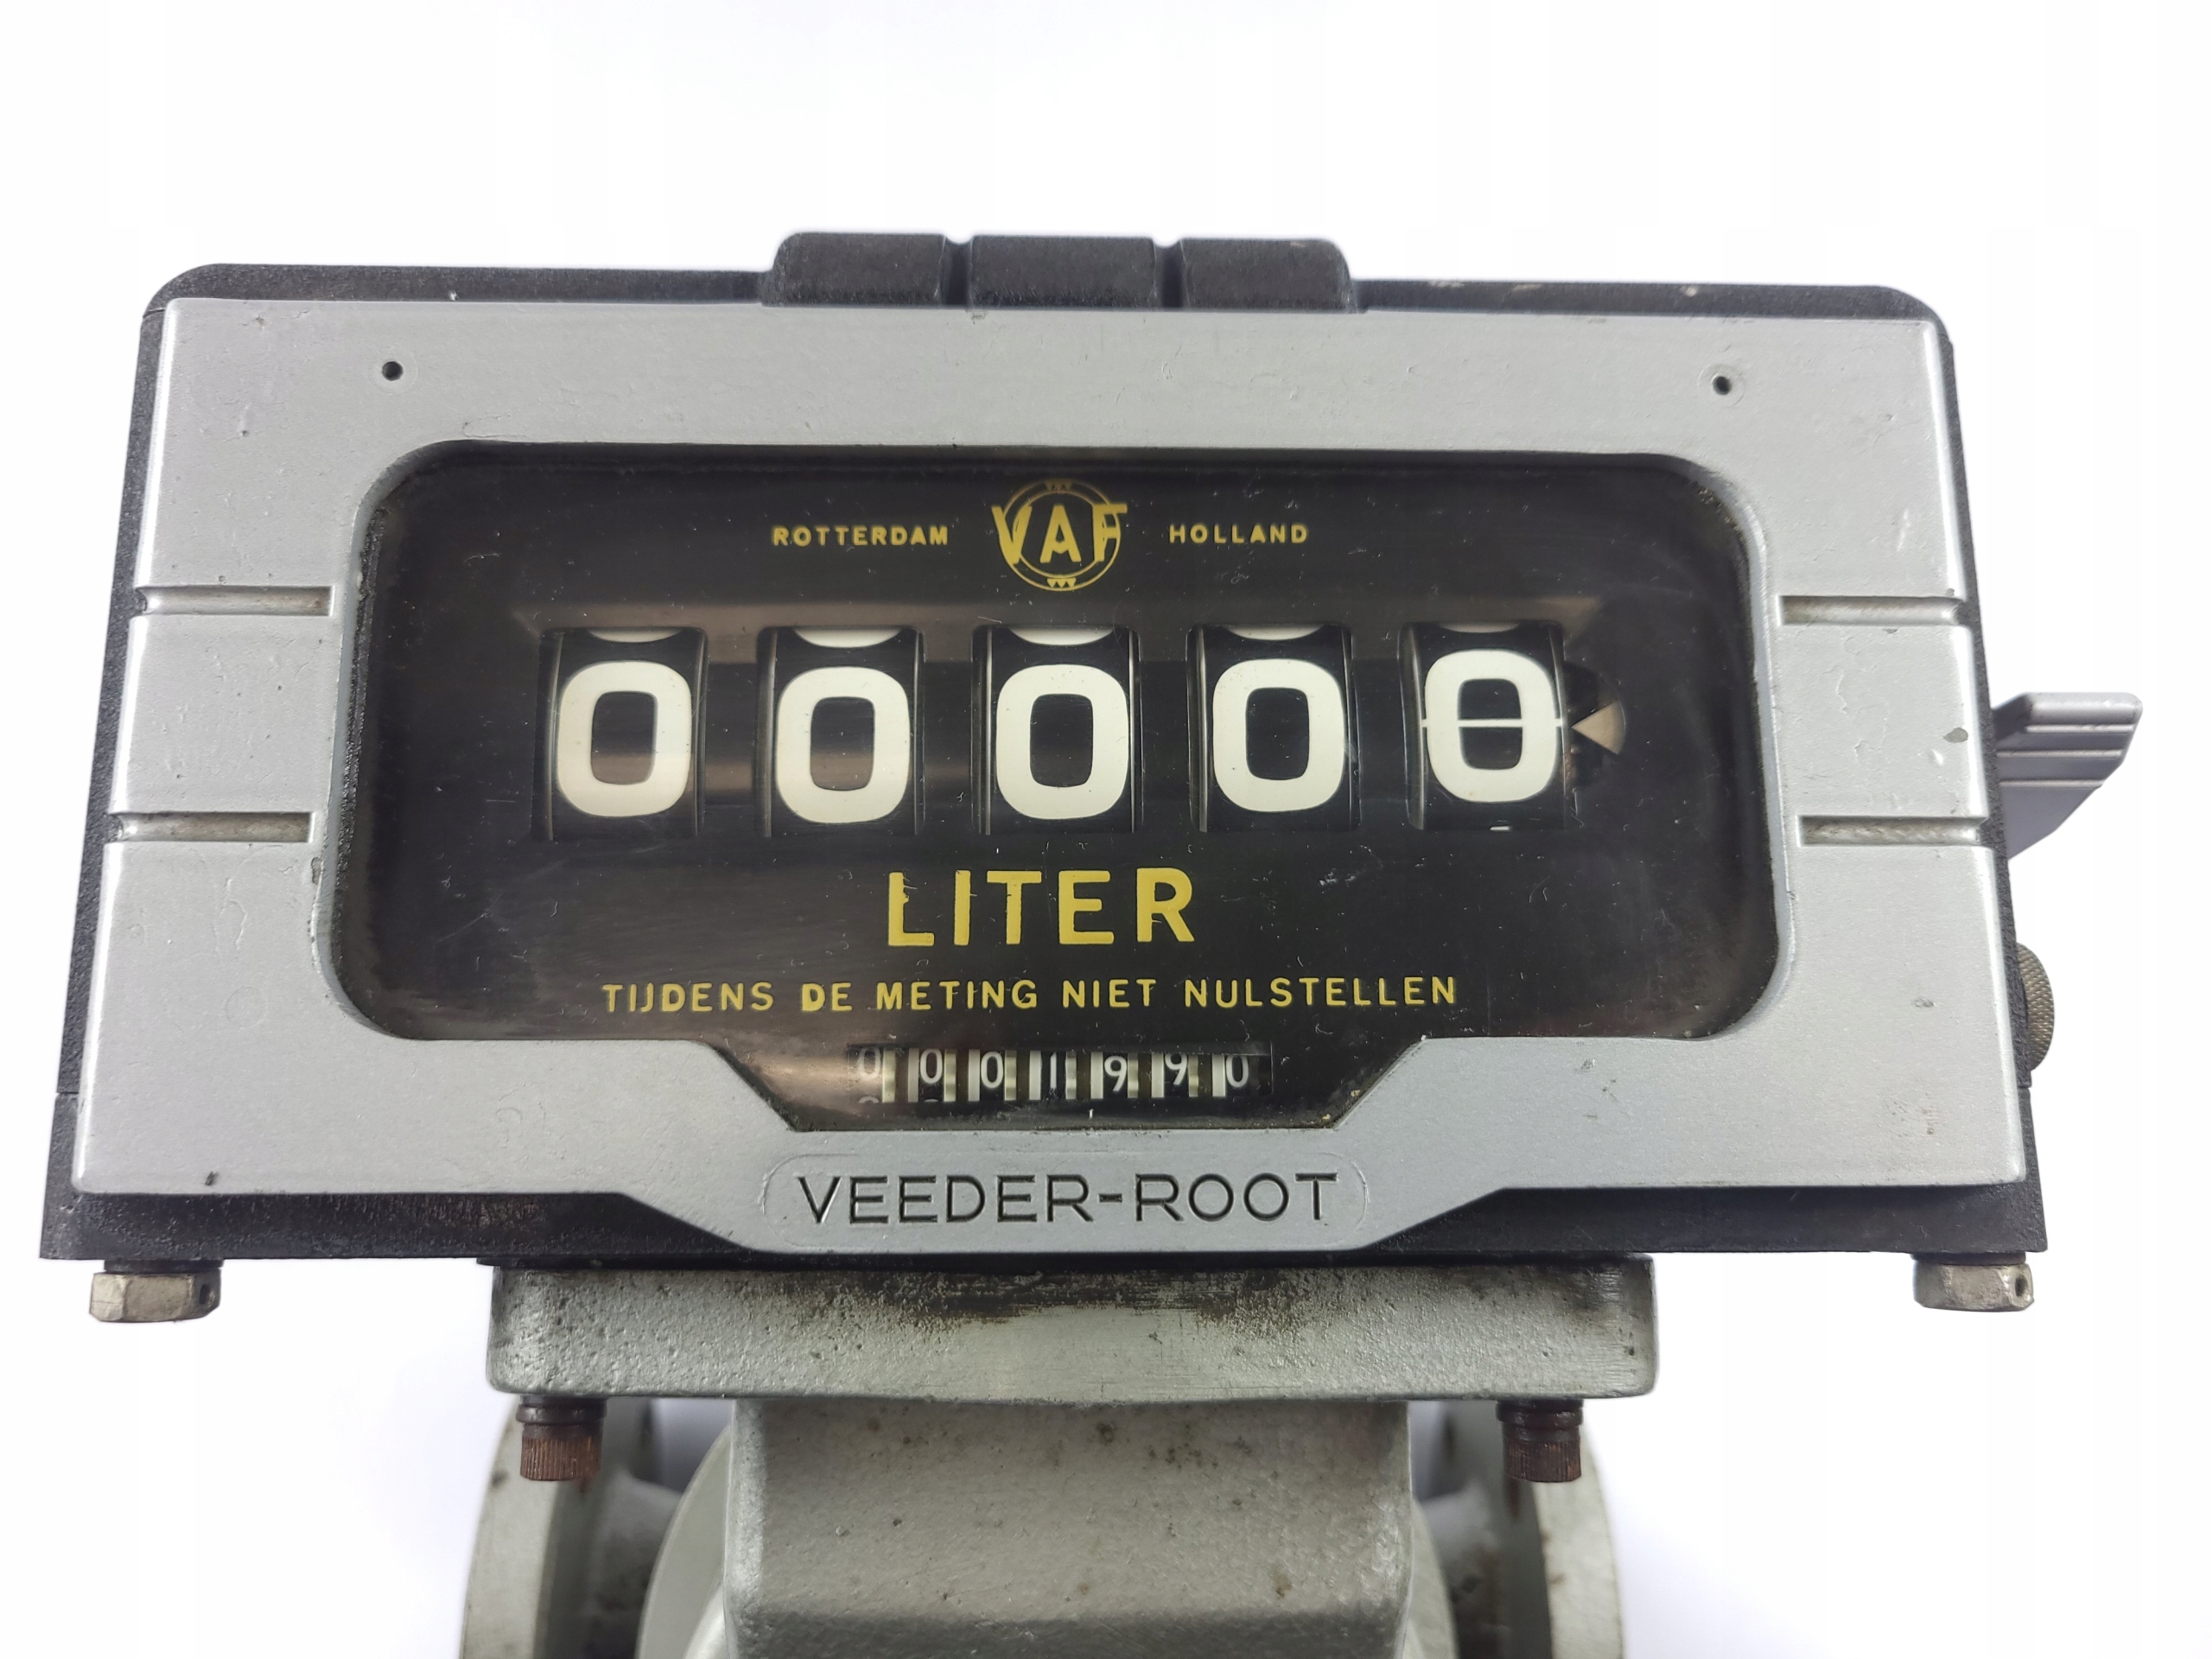 ROTTERDAM VAF HOLLAND
00000
LITER
TIJDENS DE METING NIET NULSTELLEN
0001990
VEEDER-ROOT